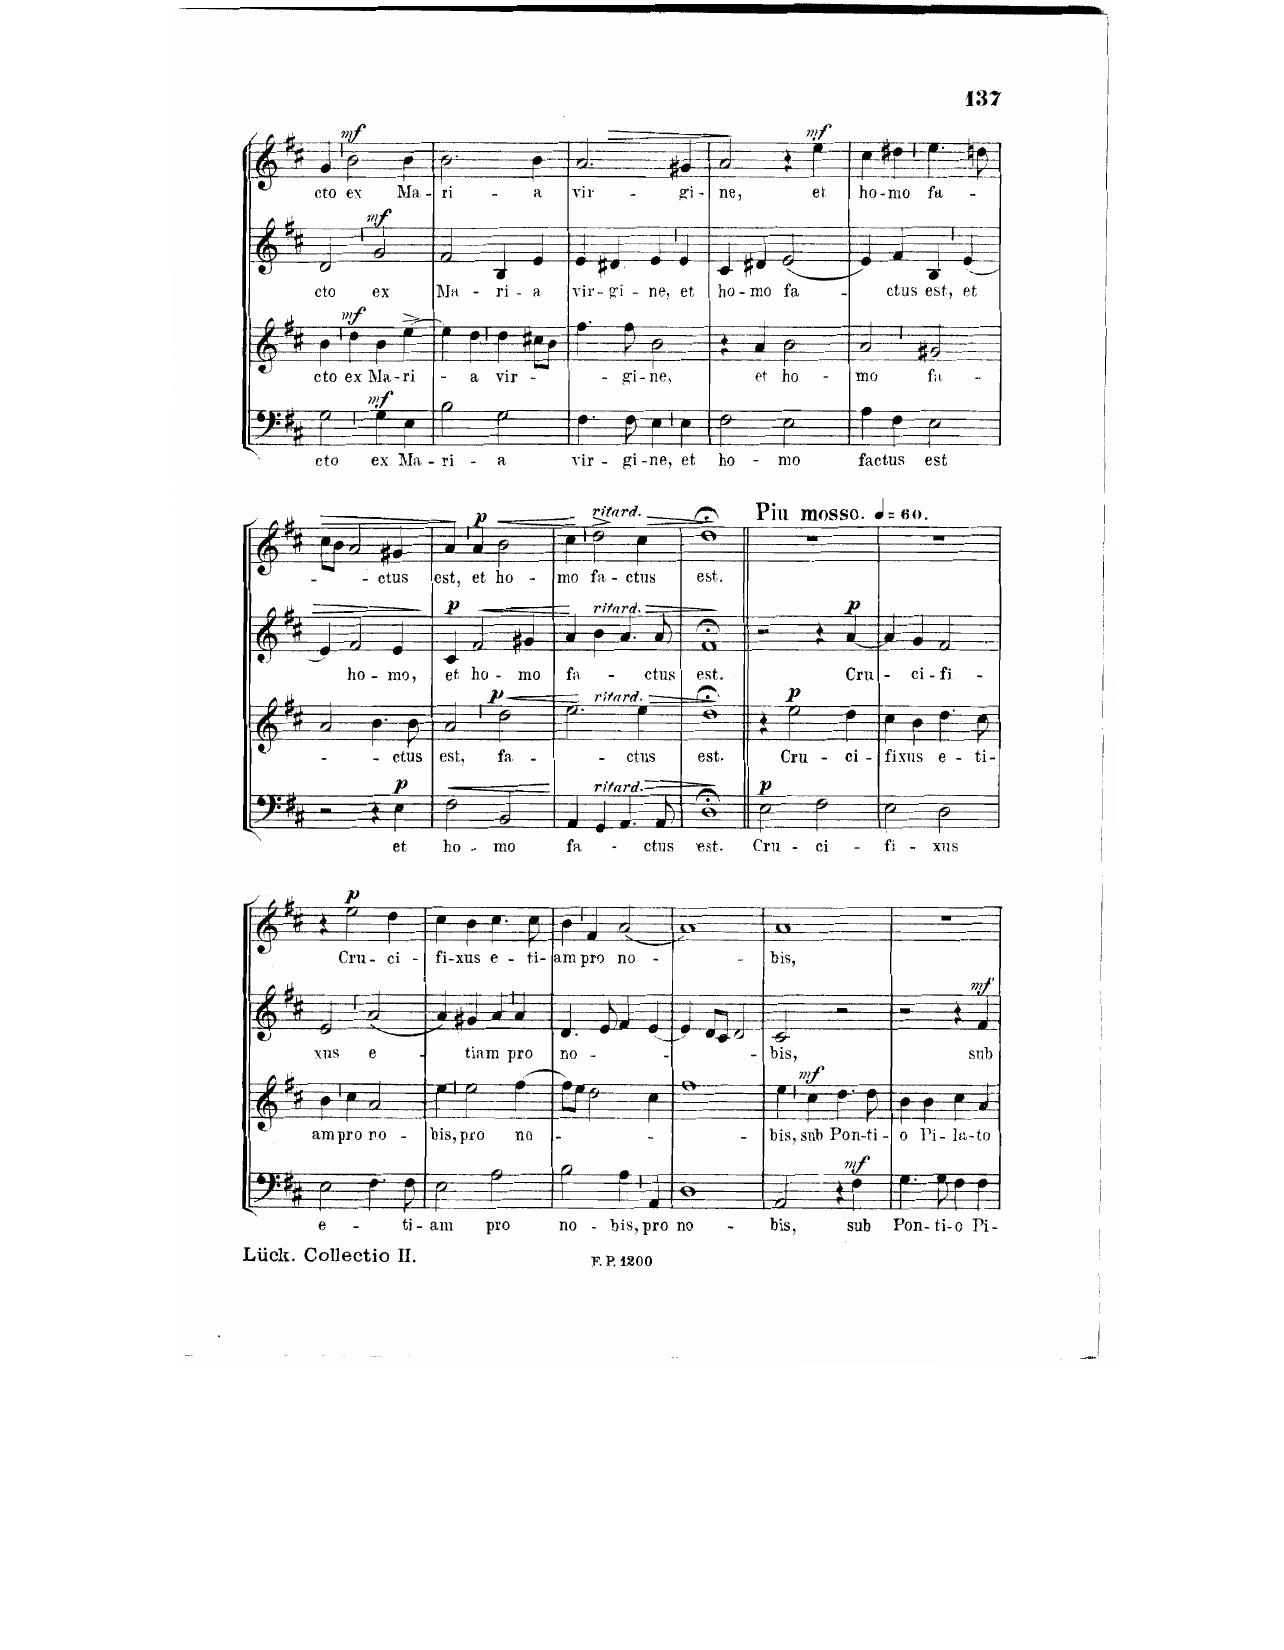 137
mf mf
cto ex Ma - ri - a vir - gi - ne, et ho - mo fa -
mf
cto ex Ma - ri - a vir - gi - ne, et ho - mo fa - ctus est, et
mf
cto ex Ma - ri - a vir - gi - ne, et ho - mo fa -
mf
cto ex Ma - ri - a vir - gi - ne, et ho - mo factus est
p ritard. Piu mosso. ♩ = 60.
- - ctus est, et ho - mo fa - ctus est.
p ritard. p
ho - mo, et ho - mo fa - ctus est. Cru - ci - fi -
p ritard. p
- - ctus est, fa - - ctus est. Cru - ci - fixus e - ti -
p ritard. p
et ho - mo fa - ctus est. Cru - ci - fi - xus
p
Cru - ci - fi - xus e - ti - am pro no - - bis,
mf
xus e - tiam pro no - - - bis, sub
mf
am pro no - bis, pro no - - - bis, sub Pon - ti - o Pi - la - to
mf
e - ti - am pro no - bis, pro no - bis, sub Pon - ti - o Pi -
Lück. Collectio II.
F. P. 1200